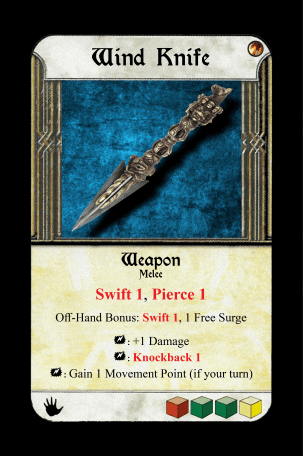 Wind Knife
Weapon
Melee
Swift 1, Pierce 1
Off-Hand Bonus: Swift 1, 1 Free Surge
: +1 Damage
: Knockback 1
: Gain 1 Movement Point (if your turn)